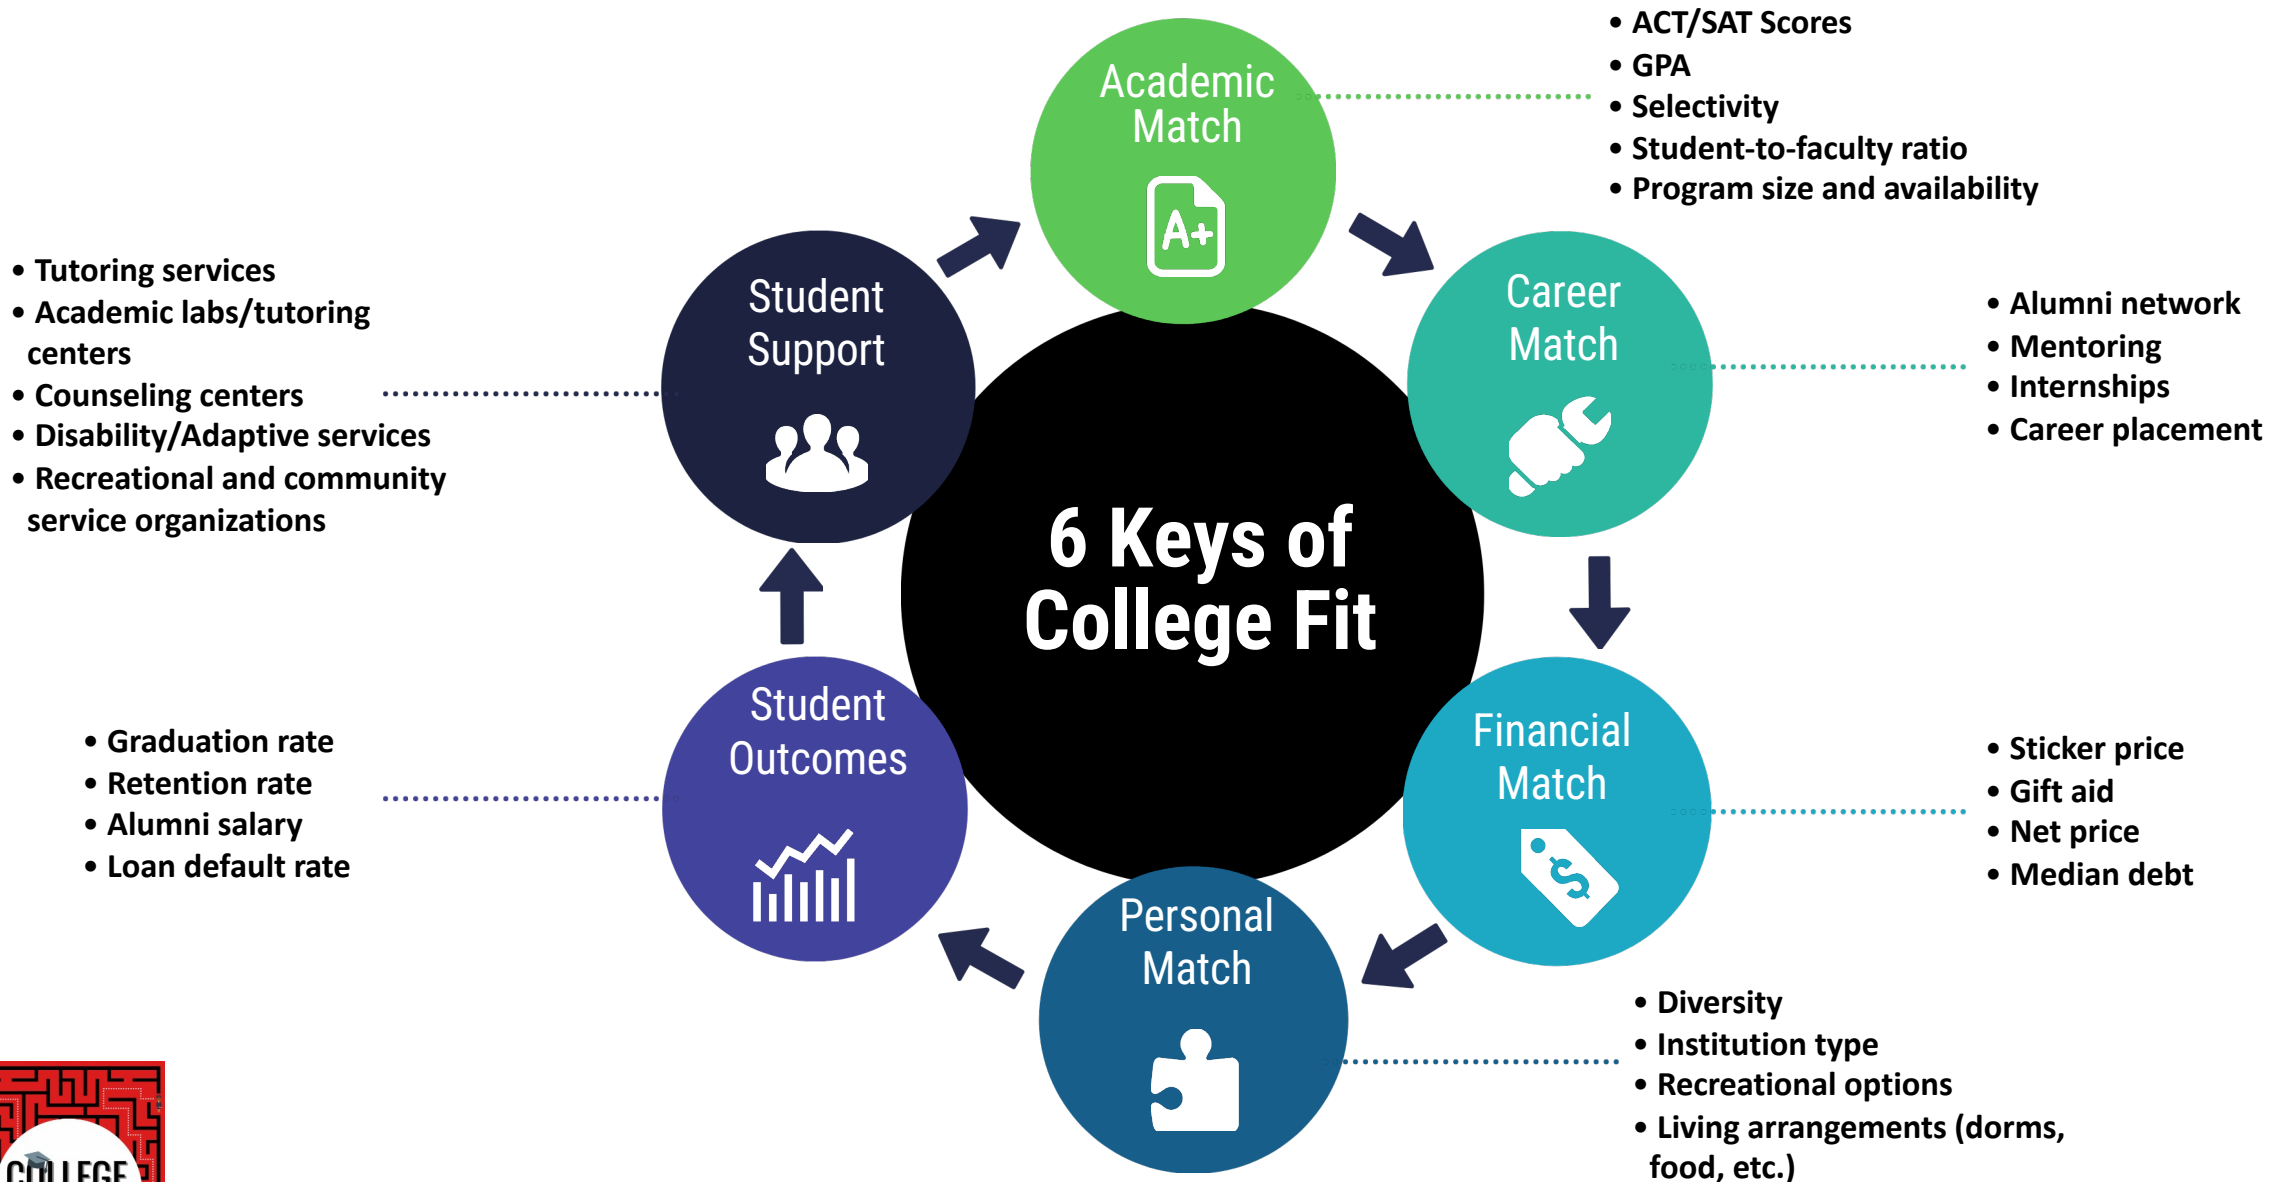 Academic
Match
A+
• ACT/SAT Scores
• GPA
• Selectivity
• Student-to-faculty ratio
• Program size and availability
Career
Match
• Alumni network
• Mentoring
• Internships
• Career placement
Financial
Match
$
• Sticker price
• Gift aid
• Net price
• Median debt
Personal
Match
• Diversity
• Institution type
• Recreational options
• Living arrangements (dorms,
food, etc.)
Student
Outcomes
• Graduation rate
• Retention rate
• Alumni salary
• Loan default rate
Student
Support
• Tutoring services
• Academic labs/tutoring
centers
• Counseling centers
• Disability/Adaptive services
• Recreational and community
service organizations
6 Keys of
College Fit
COLLEGE